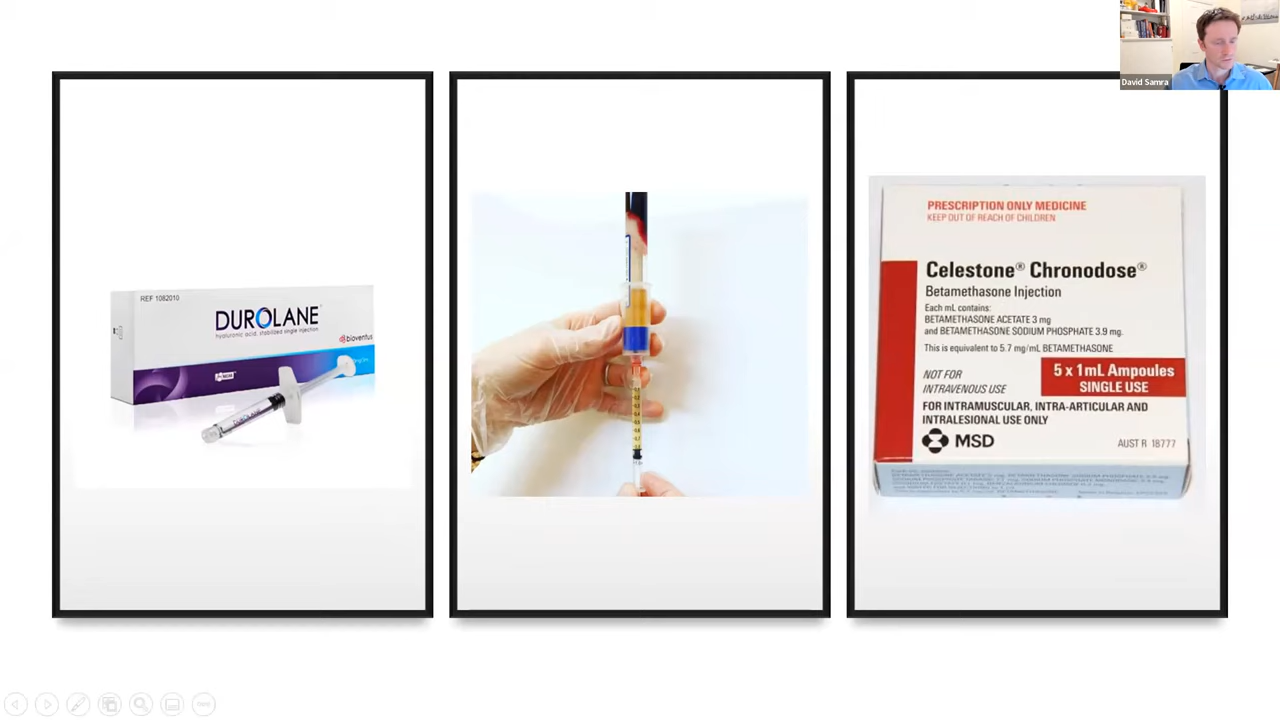 David Samra
REF 1082010
DUROLANE
hyaluronic acid, stabilized single injection
bioventus
DUROLANE
PRESCRIPTION ONLY MEDICINE
KEEP OUT OF REACH OF CHILDREN
Celestone® Chronodose®
Betamethasone Injection
Each mL contains:
BETAMETHASONE ACETATE 3 mg
and BETAMETHASONE SODIUM PHOSPHATE 3.9 mg.
This is equivalent to 5.7 mg/mL BETAMETHASONE
NOT FOR
INTRAVENOUS USE
5 x 1mL Ampoules
SINGLE USE
FOR INTRAMUSCULAR, INTRA-ARTICULAR AND
INTRALESIONAL USE ONLY
MSD
AUST R 18777